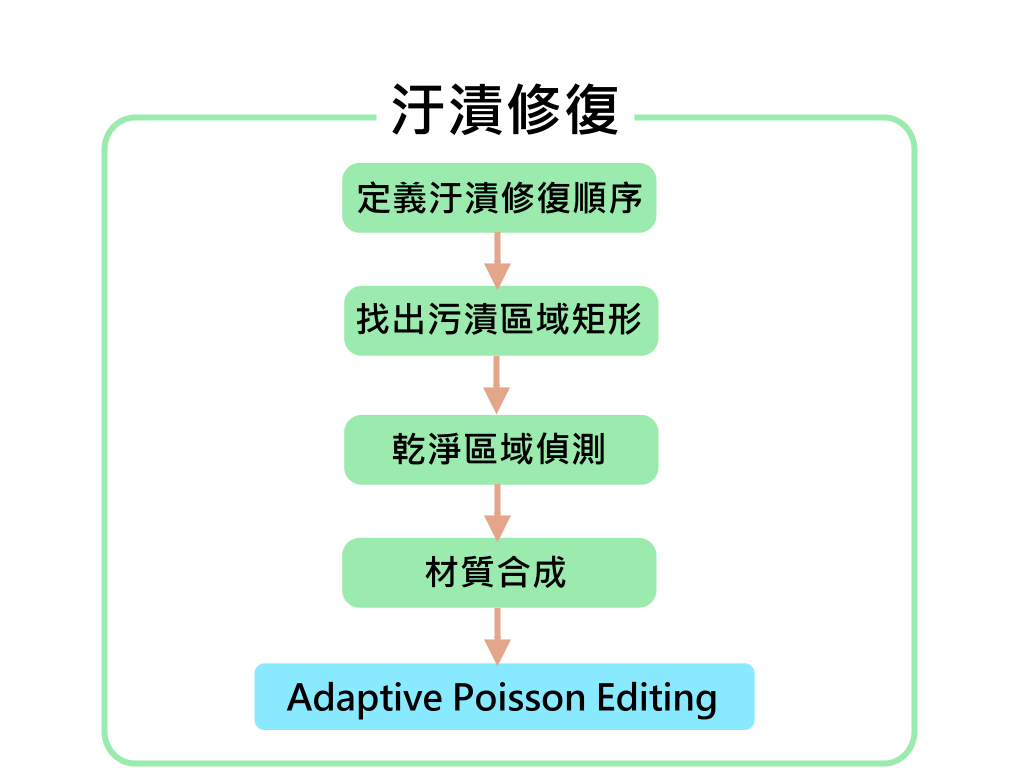 汙漬修復
定義汙漬修復順序
找出污漬區域矩形
乾淨區域偵測
材質合成
Adaptive Poisson Editing